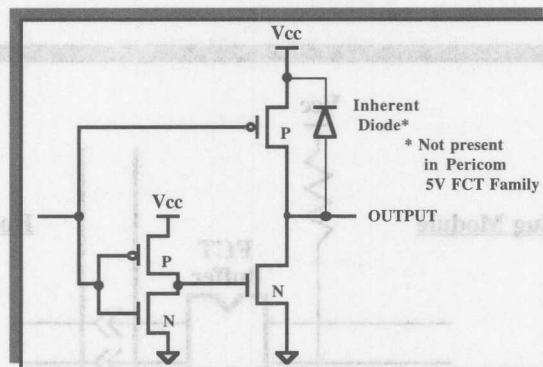 Vcc
Inherent
Diode*
* Not present
in Pericom
5V FCT Family
P
Vcc
OUTPUT
P
N
N